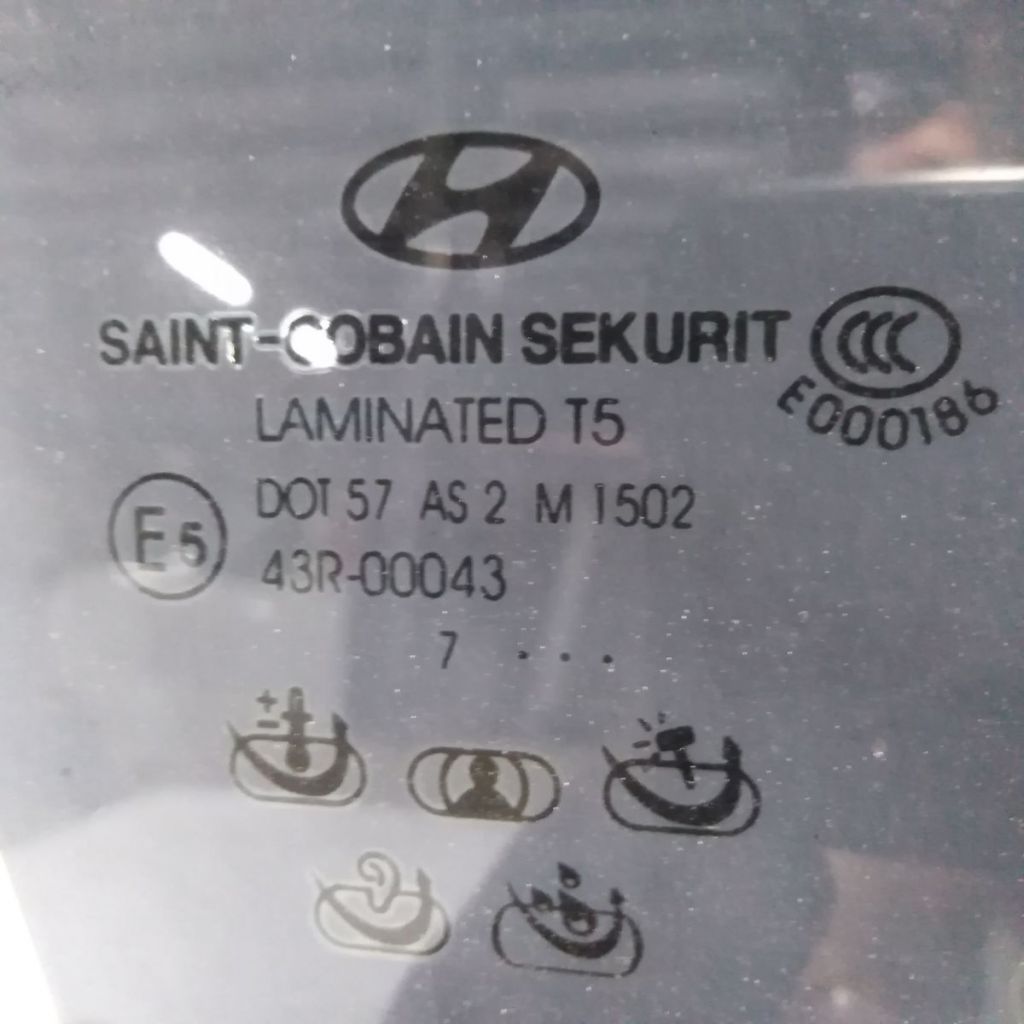 SAINT-GOBAIN SEKURIT
CCC
E000186
LAMINATED T5
E5
DOT 57 AS 2 M 1502
43R-00043
7 . . .
+
-